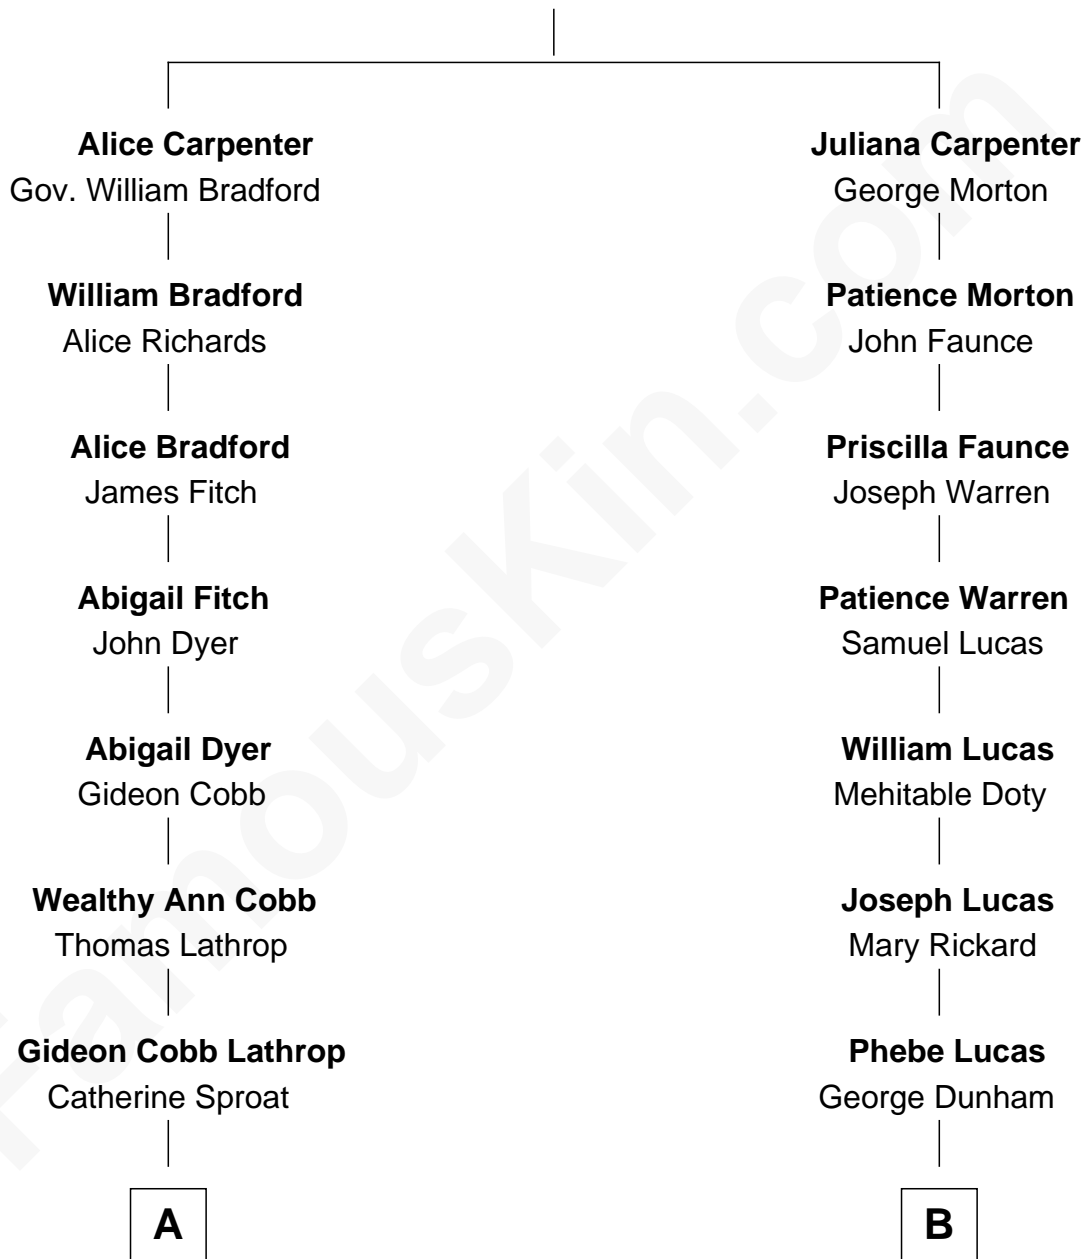 Alice Carpenter
Gov. William Bradford
William Bradford
Alice Richards
Alice Bradford
James Fitch
Abigail Fitch
John Dyer
Abigail Dyer
Gideon Cobb
Wealthy Ann Cobb
Thomas Lathrop
Gideon Cobb Lathrop
Catherine Sproat
A
Juliana Carpenter
George Morton
Patience Morton
John Faunce
Priscilla Faunce
Joseph Warren
Patience Warren
Samuel Lucas
William Lucas
Mehitable Doty
Joseph Lucas
Mary Rickard
Phebe Lucas
George Dunham
B
FamousKin.com